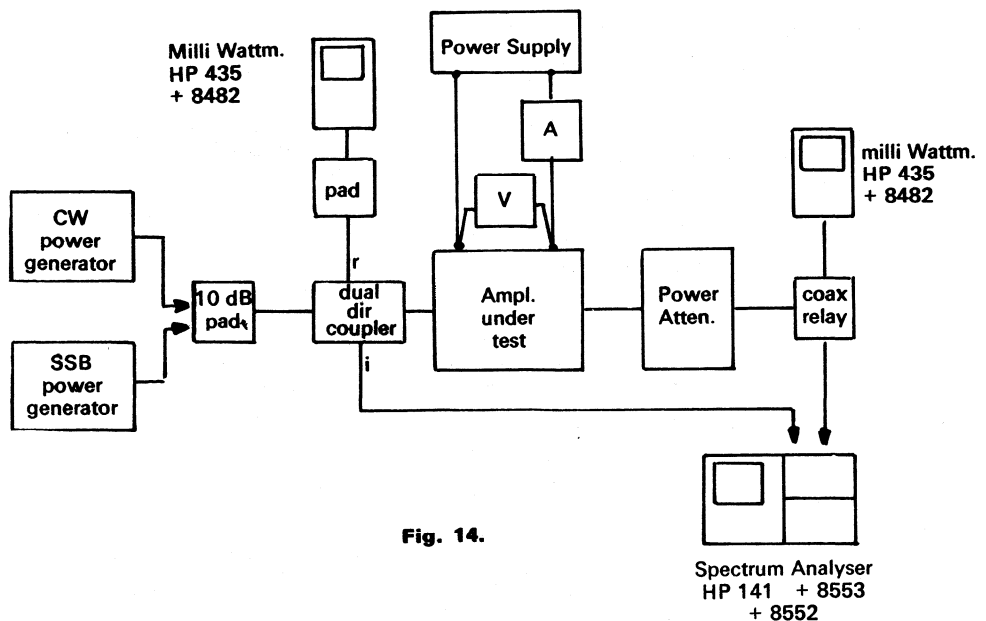 Milli Wattm.
HP 435
+ 8482
Power Supply
A
V
pad
milli Wattm.
HP 435
+ 8482
CW
power
generator
SSB
power
generator
10 dB
pad
r
dual
dir
coupler
i
Ampl.
under
test
Power
Atten.
coax
relay
Fig. 14.
Spectrum Analyser
HP 141 + 8553
+ 8552